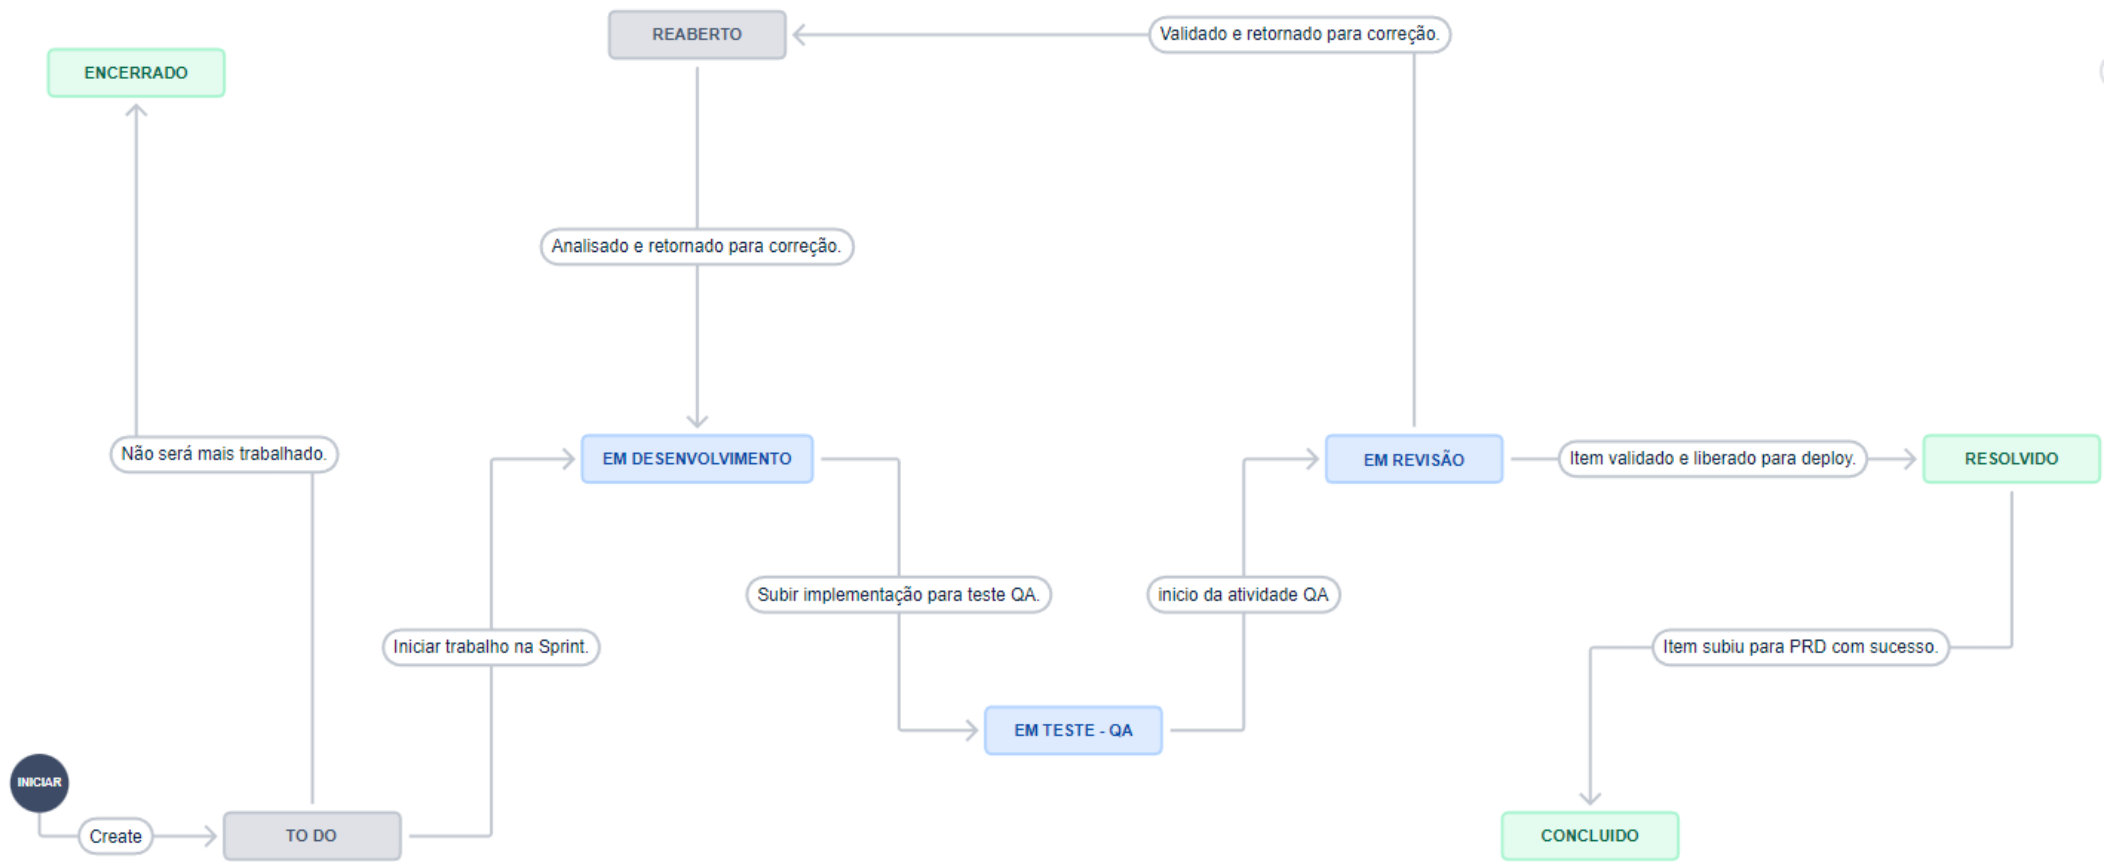 REABERTO
Validado e retornado para correção.
ENCERRADO
Analisado e retornado para correção.
Não será mais trabalhado.
EM DESENVOLVIMENTO
EM REVISÃO
Item validado e liberado para deploy.
RESOLVIDO
Subir implementação para teste QA.
inicio da atividade QA
Iniciar trabalho na Sprint.
Item subiu para PRD com sucesso.
EM TESTE - QA
INICIAR
Create
TO DO
CONCLUIDO